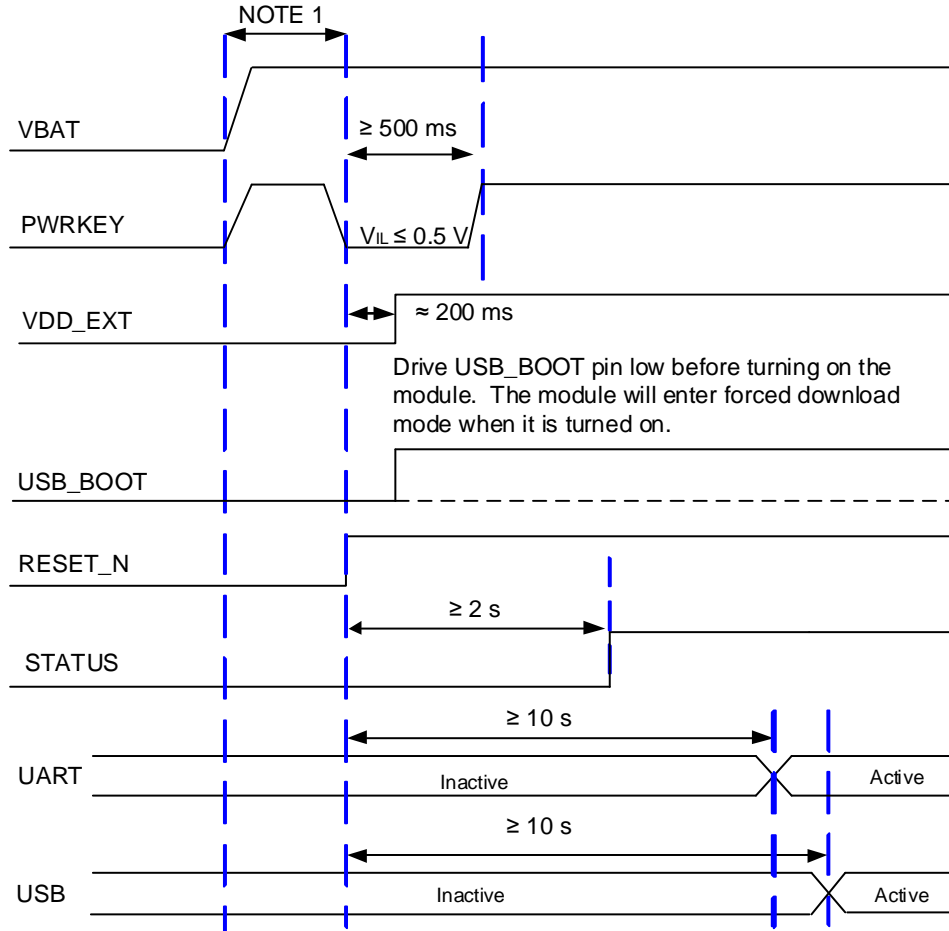 NOTE 1
VBAT
≥ 500 ms
PWRKEY
VIL ≤ 0.5 V
VDD_EXT
≈ 200 ms
Drive USB_BOOT pin low before turning on the
module. The module will enter forced download
mode when it is turned on.
USB_BOOT
RESET_N
≥ 2 s
STATUS
≥ 10 s
UART
Inactive
Active
≥ 10 s
USB
Inactive
Active